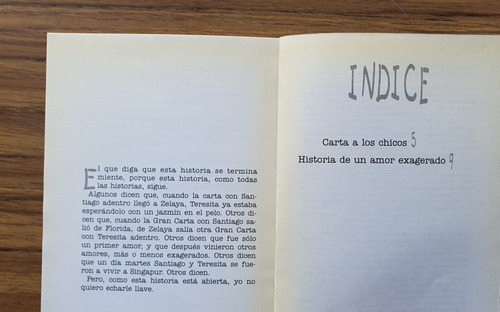 El que diga que esta historia se termina
miente, porque esta historia, como todas
las historias, sigue.
Algunos dicen que, cuando la carta con San-
tiago adentro llegó a Zelaya, Teresita ya estaba
esperándolo con un jazmín en el pelo. Otros di-
cen que, cuando la Gran Carta con Santiago sa-
lió de Florida, de Zelaya salía otra Gran Carta
con Teresita adentro. Otros dicen que fue sólo
un primer amor, y que después vinieron otros
amores, más o menos exagerados. Otros dicen
que un día martes Santiago y Teresita se fue-
ron a vivir a Singapur. Otros dicen.
Pero, como esta historia está abierta, yo no
quiero echarle llave.
INDICE
Carta a los chicos 5
Historia de un amor exagerado 9